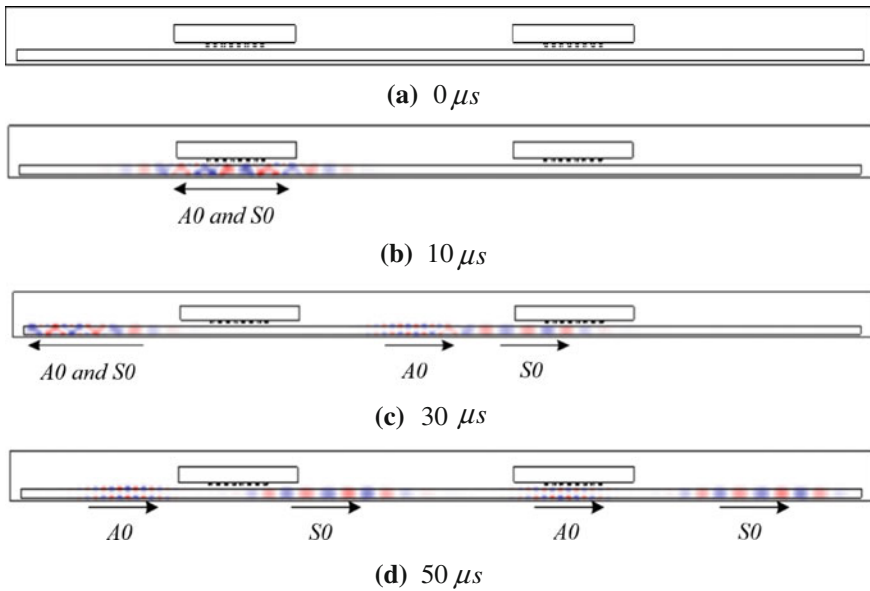 (a) 0 μs
A0 and S0
(b) 10 μs
A0 and S0 A0 S0
(c) 30 μs
A0 S0 A0 S0
(d) 50 μs